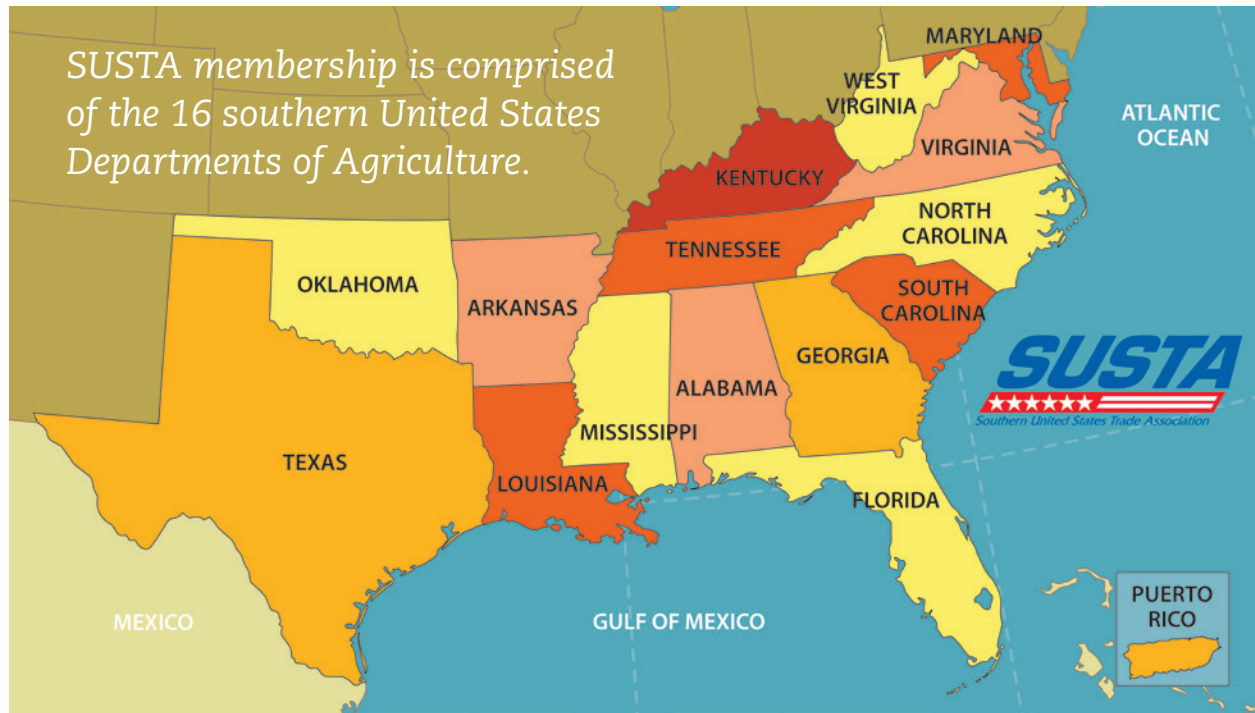 SUSTA membership is comprised
of the 16 southern United States
Departments of Agriculture.
MARYLAND
WEST
VIRGINIA
ATLANTIC
OCEAN
VIRGINIA
KENTUCKY
NORTH
CAROLINA
TENNESSEE
OKLAHOMA
ARKANSAS
SOUTH
CAROLINA
GEORGIA
SUSTA
Southern United States Trade Association
ALABAMA
MISSISSIPPI
TEXAS
LOUISIANA
FLORIDA
PUERTO
RICO
MEXICO
GULF OF MEXICO